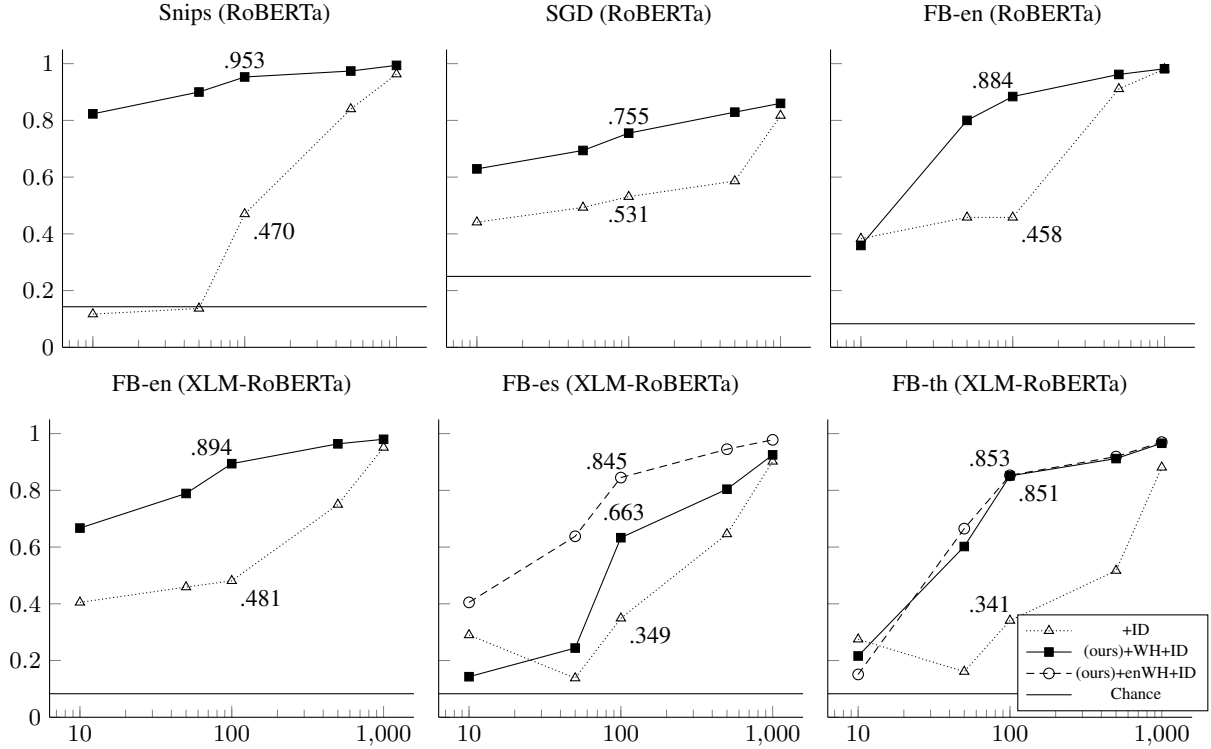 Snips (RoBERTa)
SGD (RoBERTa)
FB-en (RoBERTa)
1
0.8
0.6
0.4
0.2
0
.953
.470
.755
.531
.884
.458
FB-en (XLM-RoBERTa)
FB-es (XLM-RoBERTa)
FB-th (XLM-RoBERTa)
1
0.8
0.6
0.4
0.2
0
.894
.481
.845
.663
.349
.853
.851
.341
+ID
(ours)+WH+ID
(ours)+enWH+ID
Chance
10 100 1,000
10 100 1,000
10 100 1,000